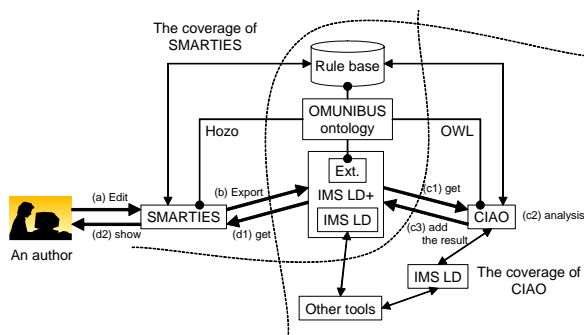 The coverage of
SMARTIES
Rule base
OMUNIBUS
ontology
Hozo
OWL
Ext.
(a) Edit
(b) Export
IMS LD+
(c1) get
SMARTIES
IMS LD
CIAO
(c2) analysis
(d2) show
(d1) get
(c3) add
the result
An author
IMS LD
The coverage of
CIAO
Other tools